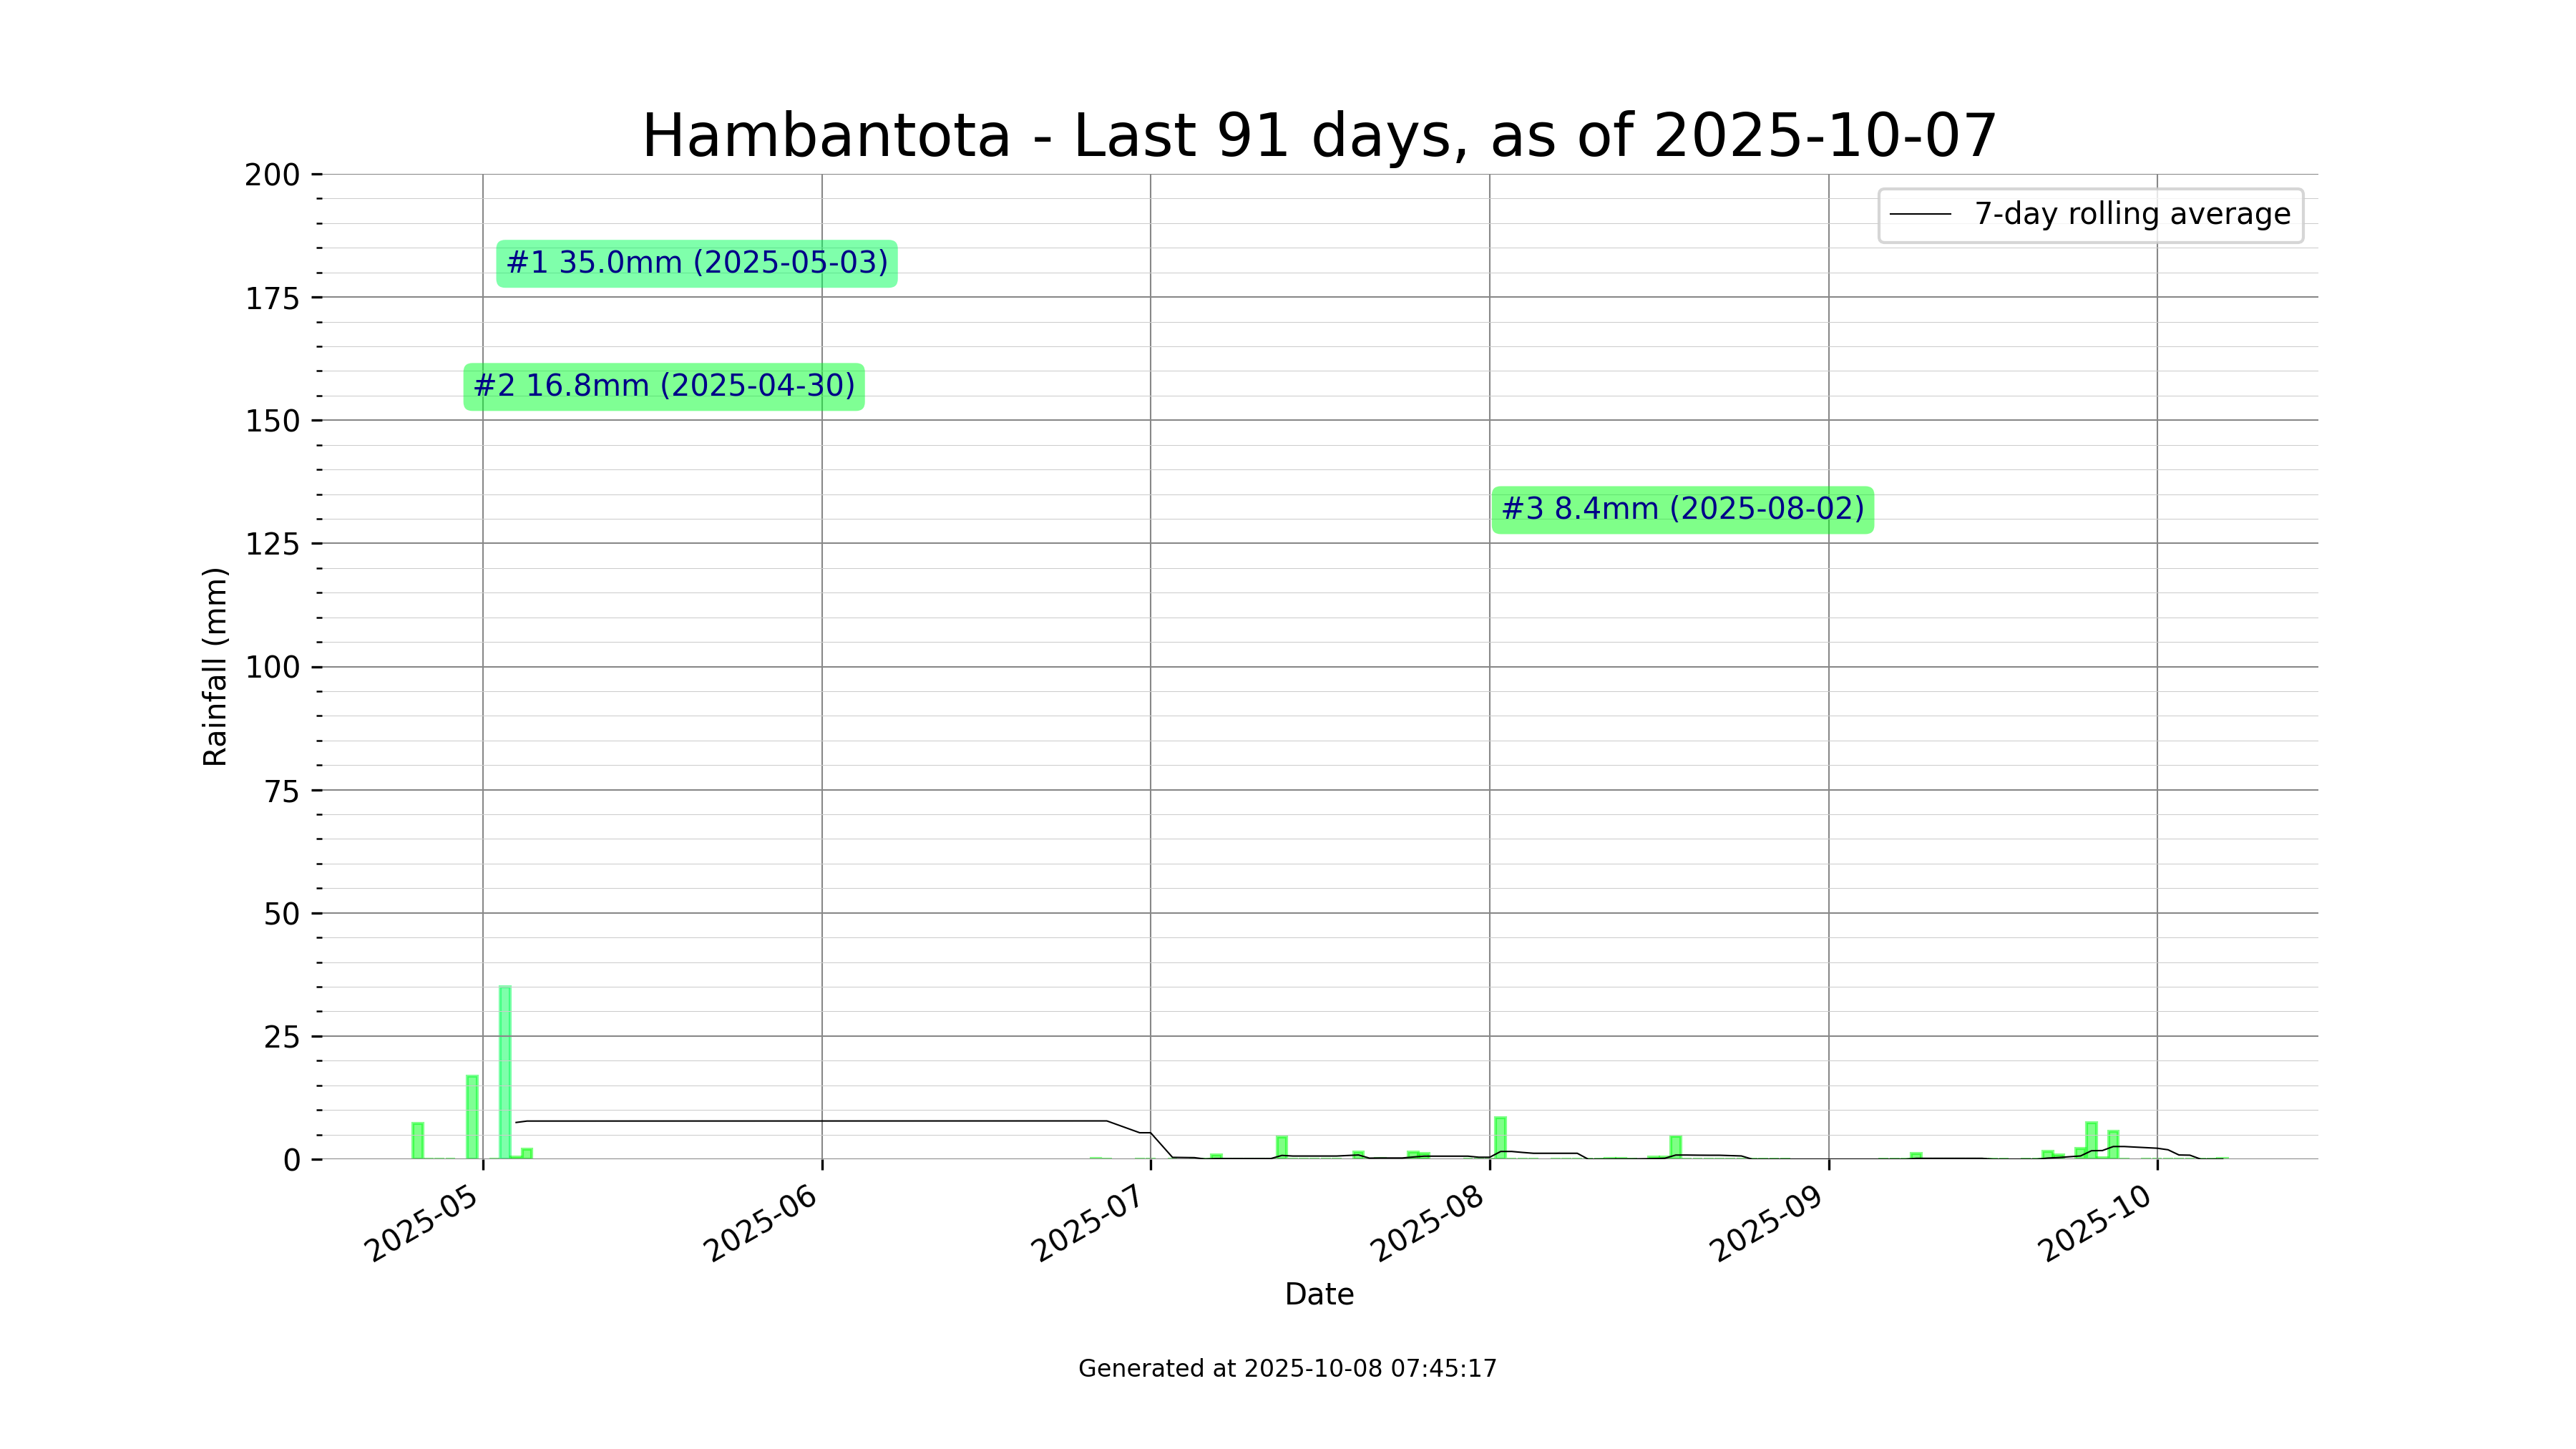 Hambantota - Last 91 days, as of 2025-10-07
7-day rolling average
#1 35.0mm (2025-05-03)
#2 16.8mm (2025-04-30)
#3 8.4mm (2025-08-02)
Rainfall (mm)
200
175
150
125
100
75
50
25
0
2025-05
2025-06
2025-07
2025-08
2025-09
2025-10
Date
Generated at 2025-10-08 07:45:17